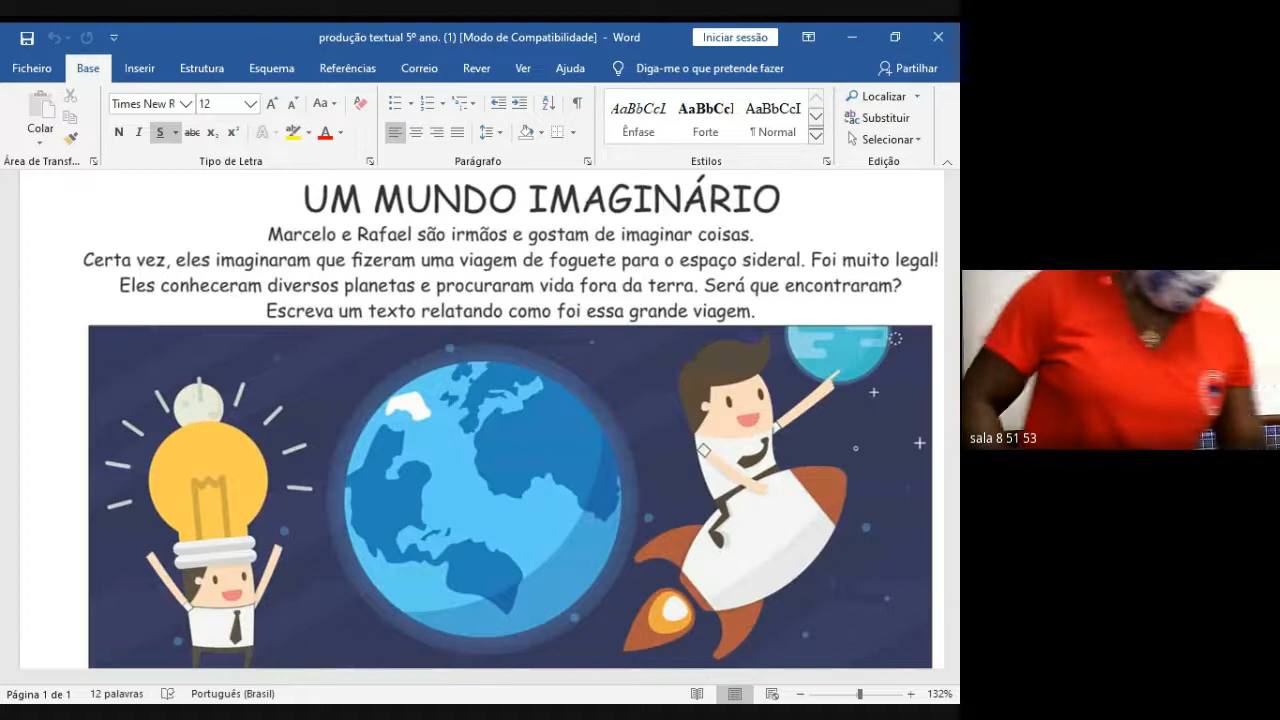 produção textual 5º ano. (1) [Modo de Compatibilidade] - Word
Iniciar sessão
Ficheiro Base Inserir Estrutura Esquema Referências Correio Rever Ver Ajuda Diga-me o que pretende fazer Partilhar
Colar
Área de Transf...
Times New R 12 Aa
N I S abc x₂ x² A A
Tipo de Letra
Parágrafo
AaBbCcL AaBbCcI AaBbCcI
Ênfase Forte ¶ Normal
Estilos
Localizar
Substituir
Selecionar
Edição
UM MUNDO IMAGINÁRIO
Marcelo e Rafael são irmãos e gostam de imaginar coisas.
Certa vez, eles imaginaram que fizeram uma viagem de foguete para o espaço sideral. Foi muito legal!
Eles conheceram diversos planetas e procuraram vida fora da terra. Será que encontraram?
Escreva um texto relatando como foi essa grande viagem.
sala 8 51 53
Página 1 de 1 12 palavras Português (Brasil) 132%